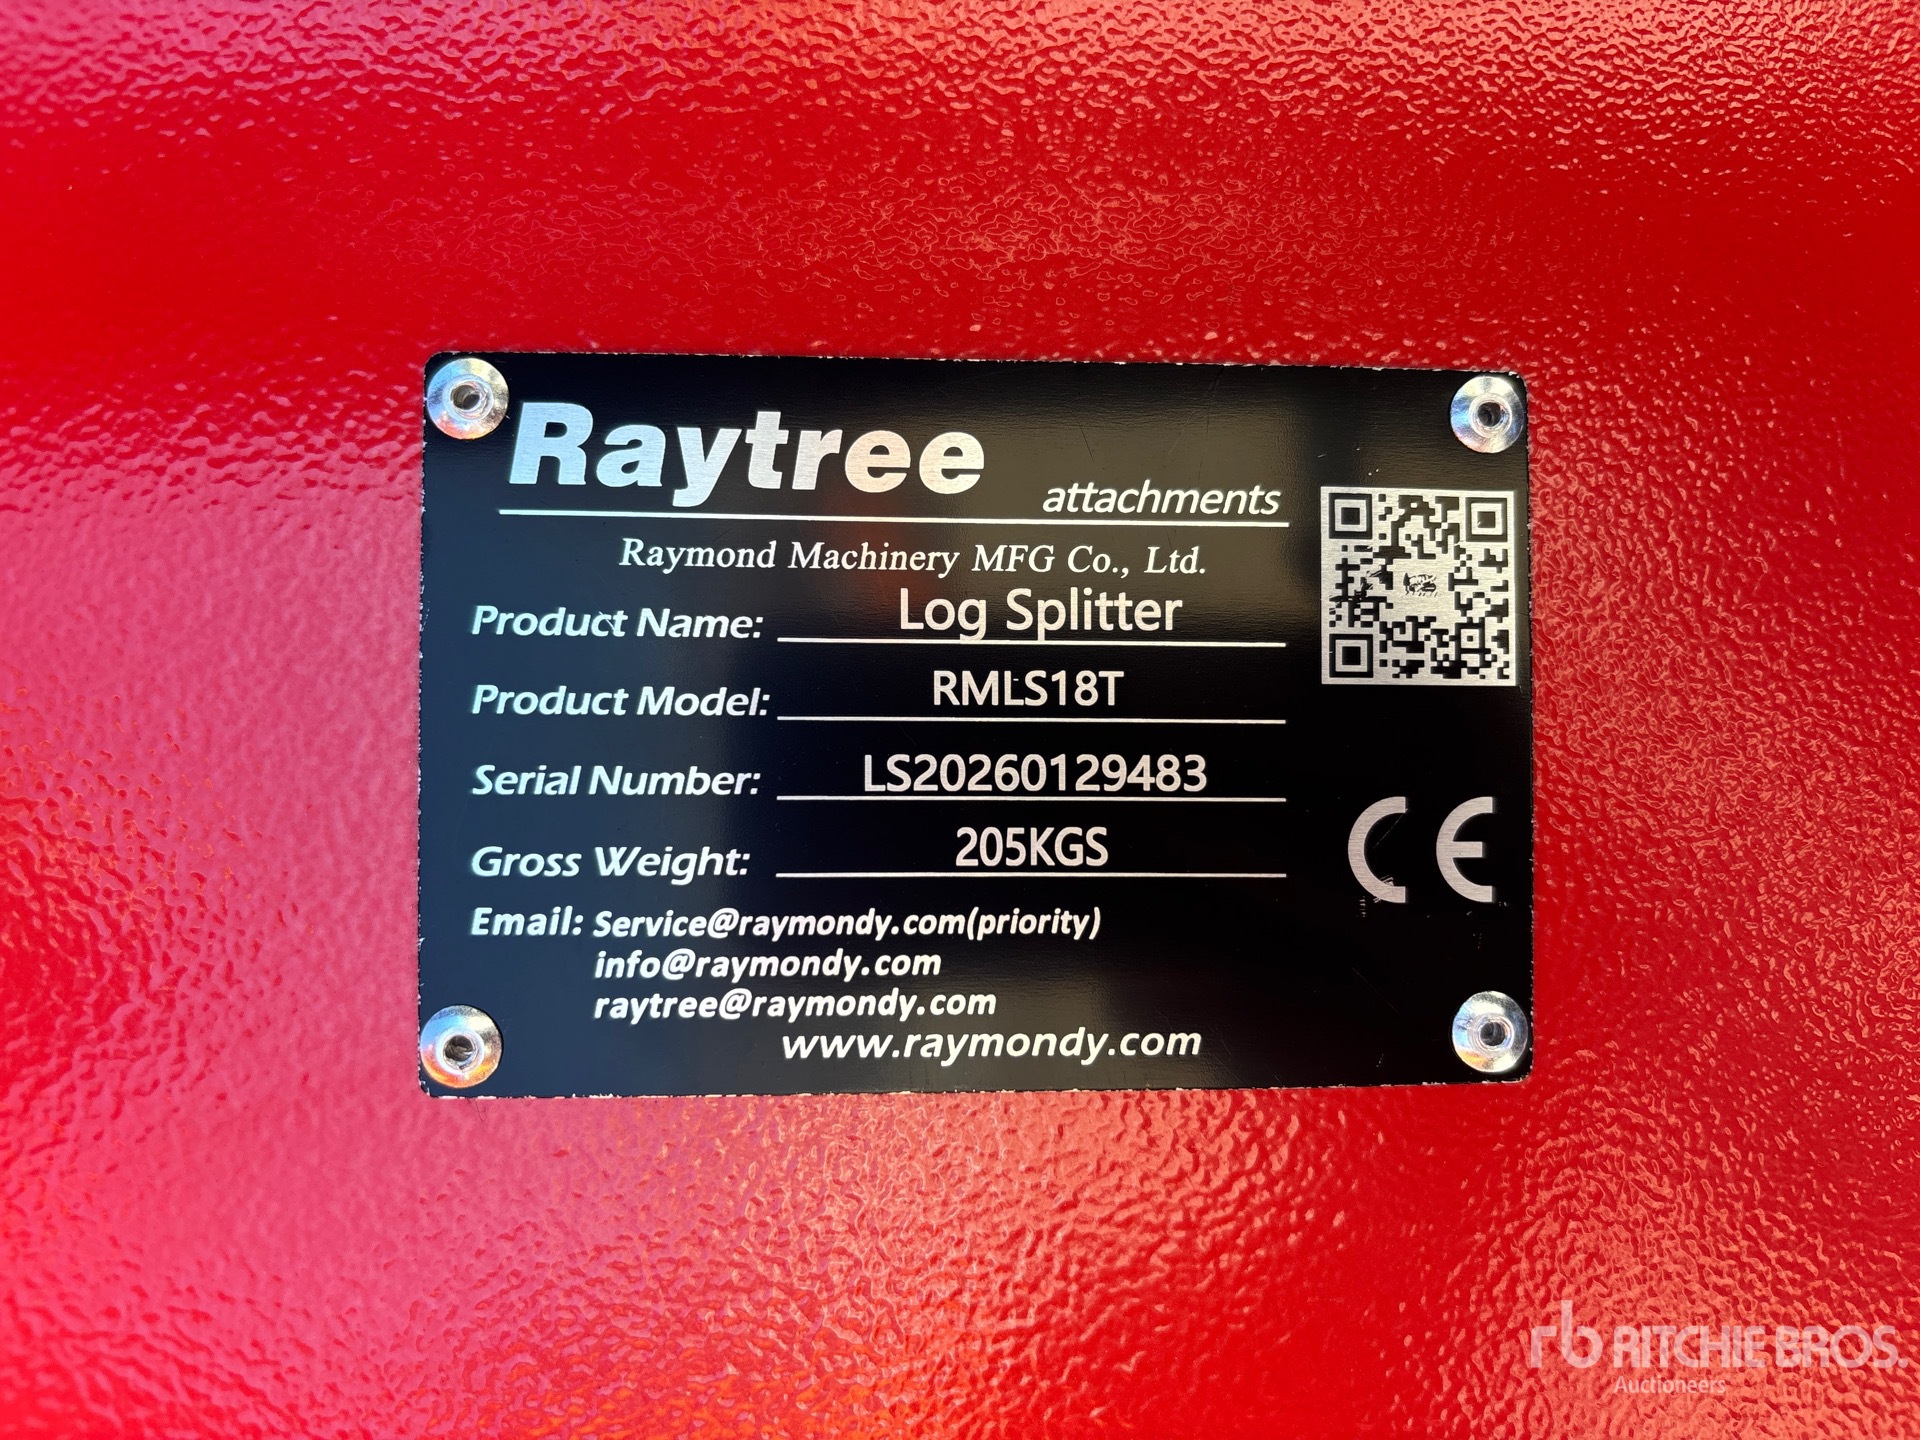 Raytree
attachments
Raymond Machinery MFG Co., Ltd.
Product Name: Log Splitter
Product Model: RMLS18T
Serial Number: LS20260129483
Gross Weight: 205KGS
Email: Service@raymondy.com(priority)
info@raymondy.com
raytree@raymondy.com
www.raymondy.com
CE
rb RITCHIE BROS.
Auctioneers